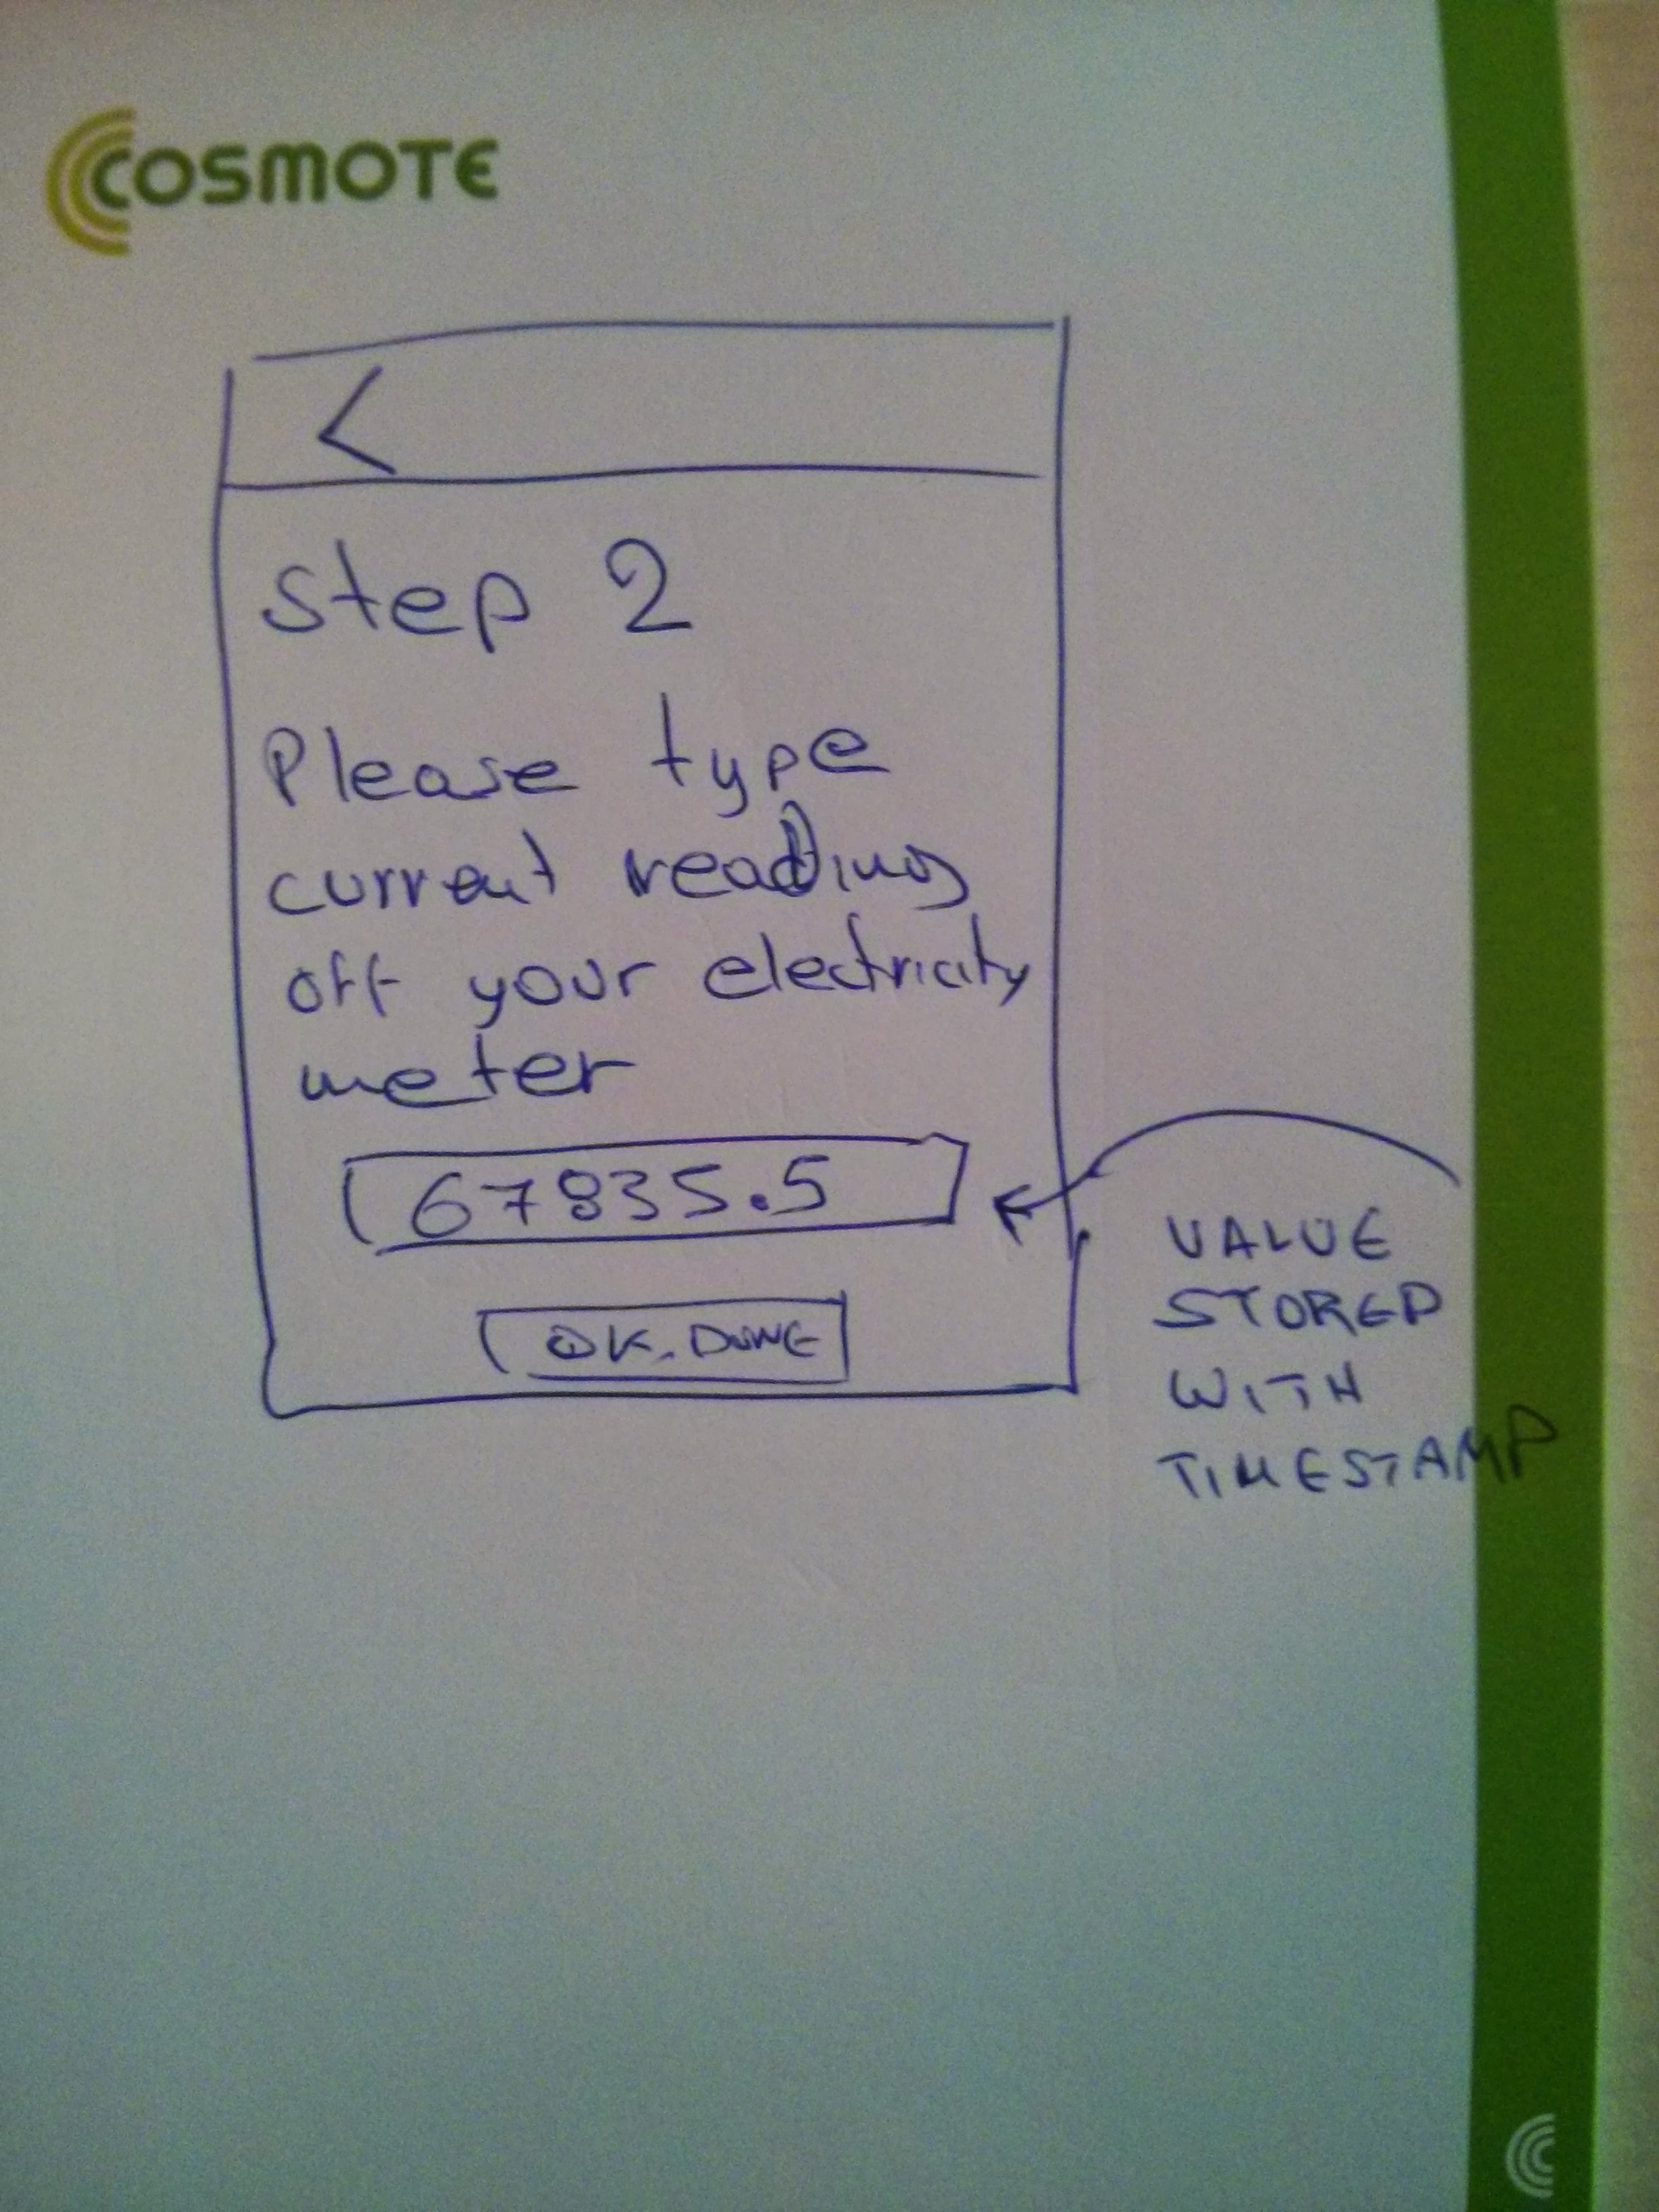 COSMOTE
<
Step 2
Please type
current reading
off your electricity
meter
67835.5
OK. DONE
VALUE
STORED
WITH
TIMESTAMP